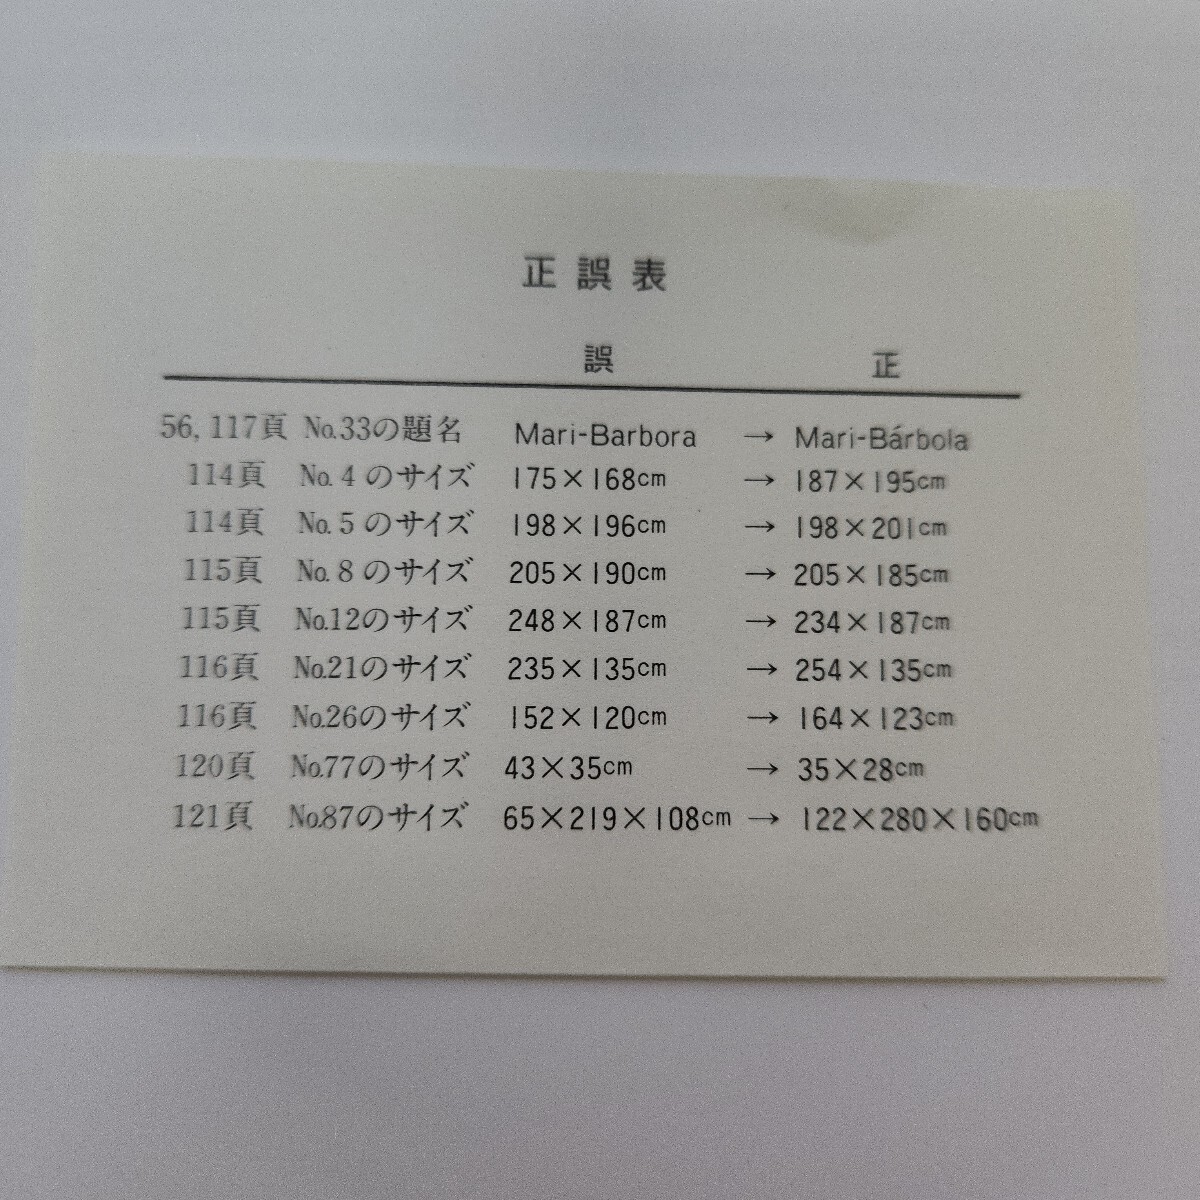 正誤表
誤 正
56, 117頁 No.33の題名 Mari-Barbora → Mari-Bárbola
114頁 No. 4 のサイズ 175×168cm → 187×195cm
114頁 No. 5 のサイズ 198×196cm → 198×201cm
115頁 No. 8 のサイズ 205×190cm → 205×185cm
115頁 No.12のサイズ 248×187cm → 234×187cm
116頁 No.21のサイズ 235×135cm → 254×135cm
116頁 No.26のサイズ 152×120cm → 164×123cm
120頁 No.77のサイズ 43×35cm → 35×28cm
121頁 No.87のサイズ 65×219×108cm → 122×280×160cm